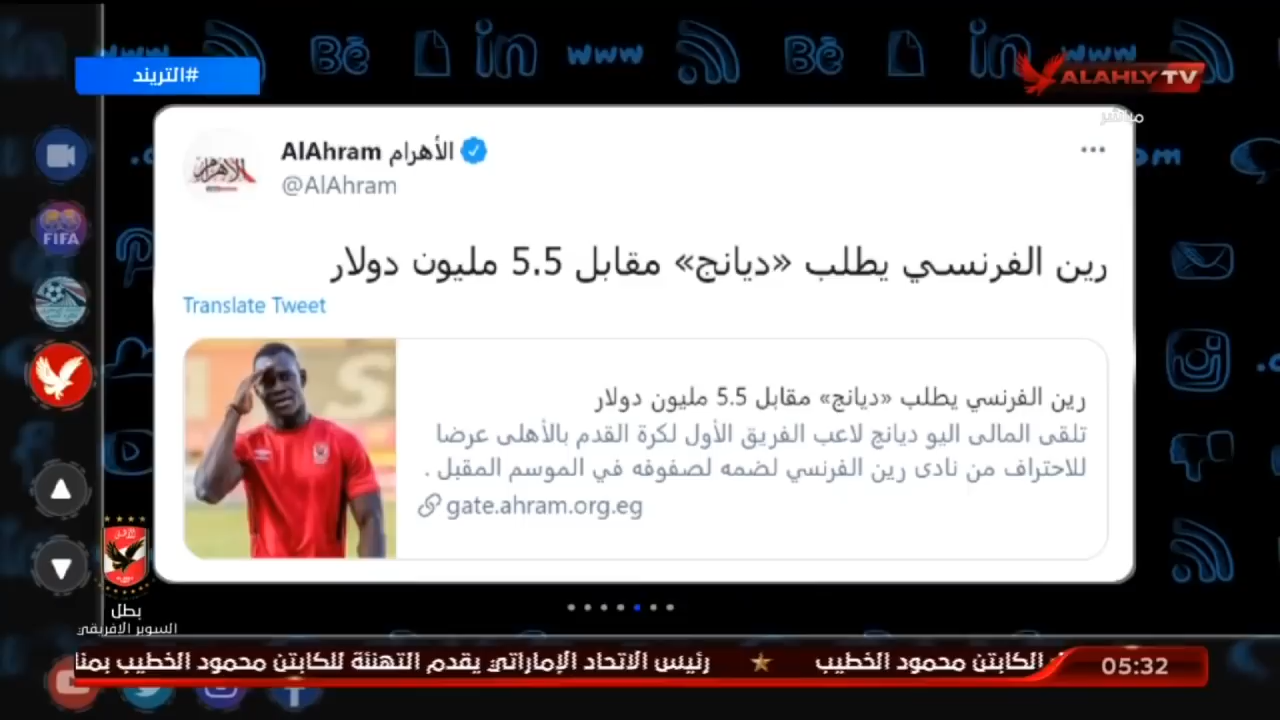 #التريند
ALAHLY TV
مباشر
AlAhram الأهرام
@AlAhram
رين الفرنسي يطلب «ديانج» مقابل 5.5 مليون دولار
Translate Tweet
رين الفرنسي يطلب «ديانج» مقابل 5.5 مليون دولار
تلقى المالى اليو ديانج لاعب الفريق الأول لكرة القدم بالأهلى عرضا
للاحتراف من نادى رين الفرنسي لضمه لصفوفه في الموسم المقبل .
gate.ahram.org.eg
FIFA
بطل
السوبر الافريقي
الكابتن محمود الخطيب ★ رئيس الاتحاد الإماراتي يقدم التهنئة للكابتن محمود الخطيب
05:32